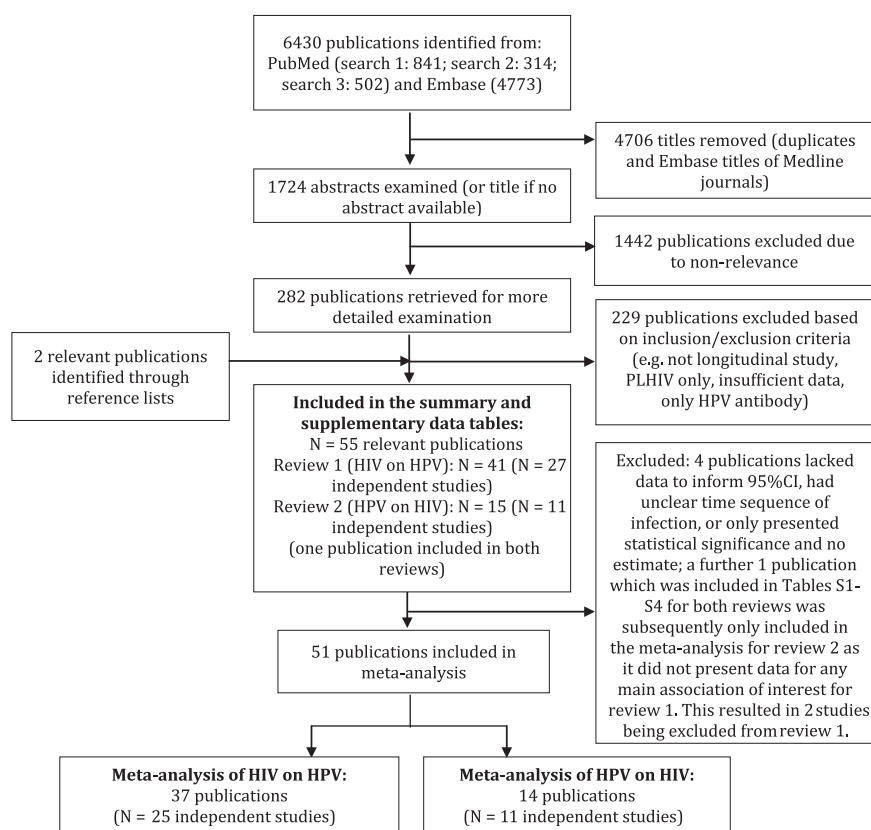 6430 publications identified from:
PubMed (search 1: 841; search 2: 314;
search 3: 502) and Embase (4773)
4706 titles removed (duplicates
and Embase titles of Medline
journals)
1724 abstracts examined (or title if no
abstract available)
1442 publications excluded due
to non-relevance
282 publications retrieved for more
detailed examination
229 publications excluded based
on inclusion/exclusion criteria
(e.g. not longitudinal study,
PLHIV only, insufficient data,
only HPV antibody)
2 relevant publications
identified through
reference lists
Included in the summary and
supplementary data tables:
N = 55 relevant publications
Review 1 (HIV on HPV): N = 41 (N = 27
independent studies)
Review 2 (HPV on HIV): N = 15 (N = 11
independent studies)
(one publication included in both
reviews)
Excluded: 4 publications lacked
data to inform 95%CI, had
unclear time sequence of
infection, or only presented
statistical significance and no
estimate; a further 1 publication
which was included in Tables S1-
S4 for both reviews was
subsequently only included in
the meta-analysis for review 2 as
it did not present data for any
main association of interest for
review 1. This resulted in 2 studies
being excluded from review 1.
51 publications included in
meta-analysis
Meta-analysis of HIV on HPV:
37 publications
(N = 25 independent studies)
Meta-analysis of HPV on HIV:
14 publications
(N = 11 independent studies)